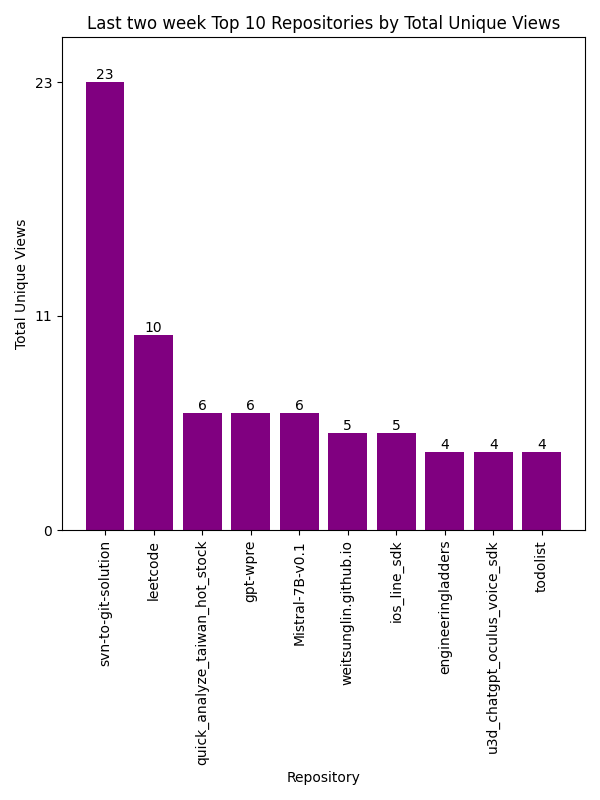 Last two week Top 10 Repositories by Total Unique Views
Total Unique Views
23
11
0
23
10
6
6
6
5
5
4
4
4
svn-to-git-solution
leetcode
quick_analyze_taiwan_hot_stock
gpt-wpre
Mistral-7B-v0.1
weitsunglin.github.io
ios_line_sdk
engineeringladders
u3d_chatgpt_oculus_voice_sdk
todolist
Repository